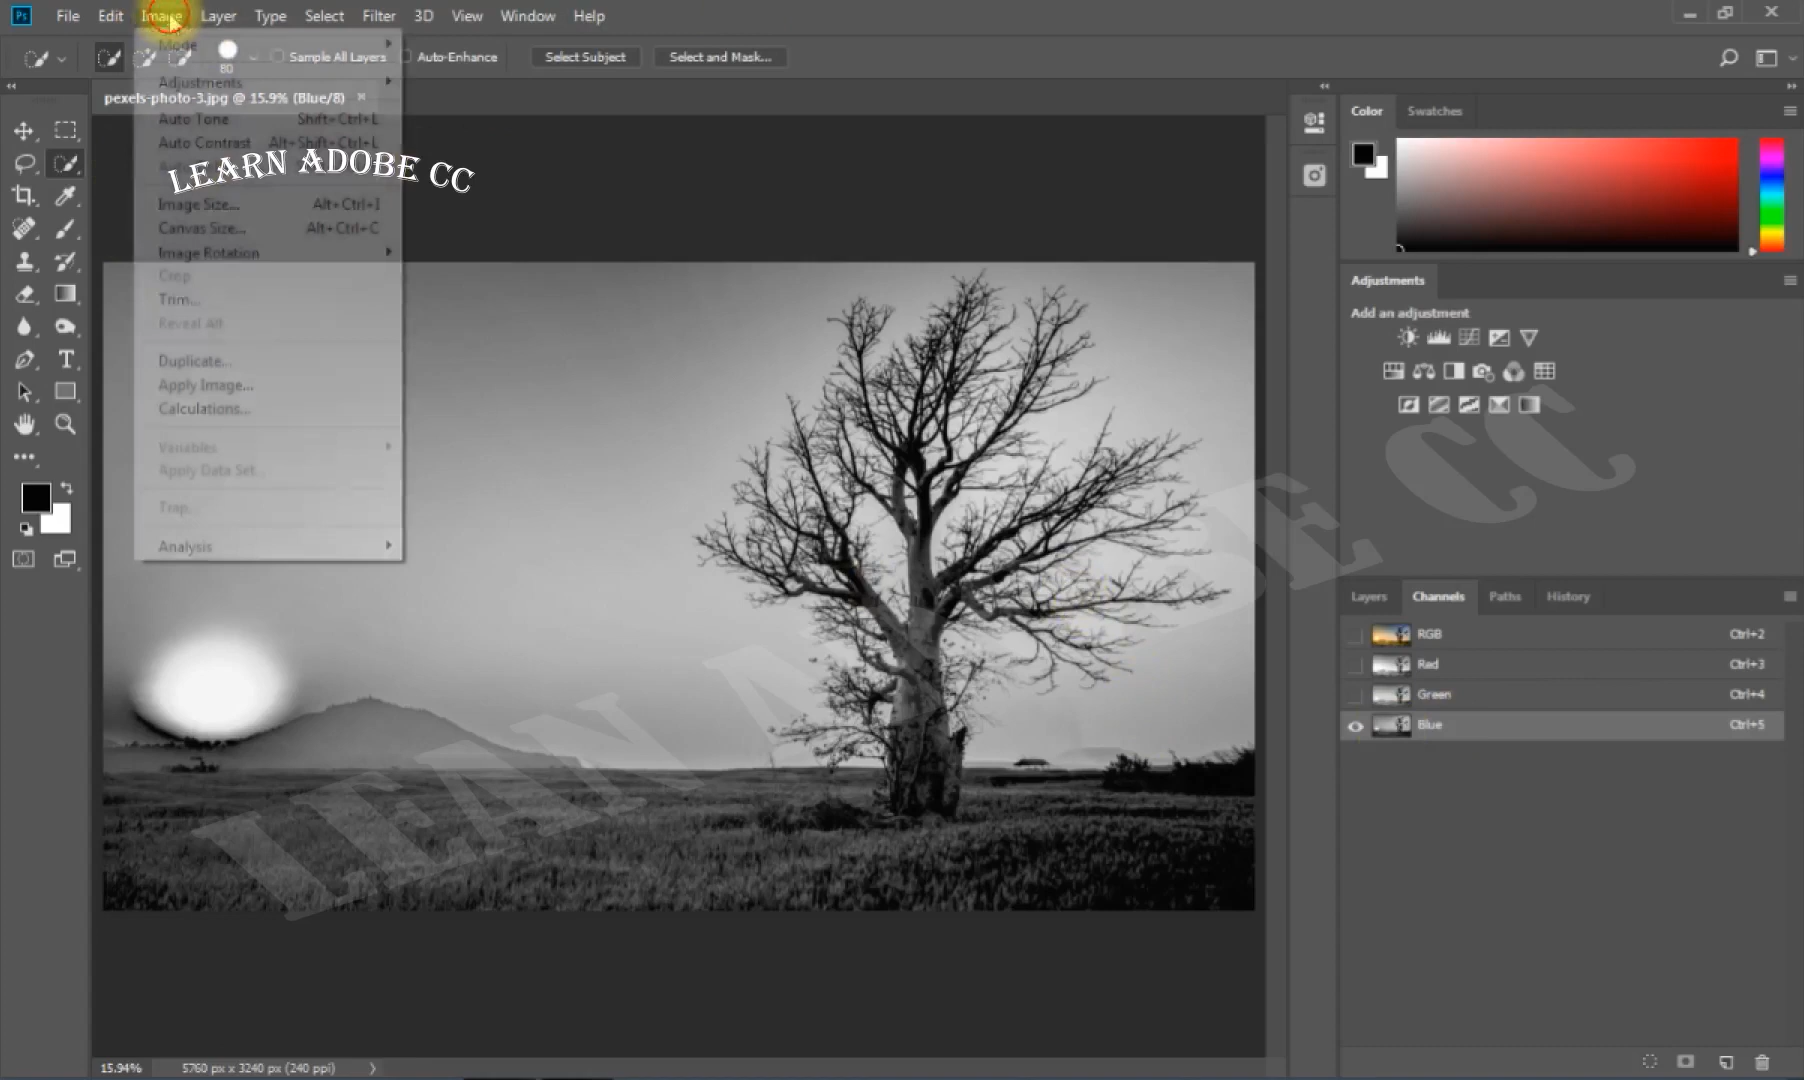 Ps File Edit Image Layer Type Select Filter 3D View Window Help
80 Sample All Layers Auto-Enhance Select Subject Select and Mask...
Mode
Adjustments
pexels-photo-3.jpg @ 15.9% (Blue/8) ×
Auto Tone Shift+Ctrl+L
Auto Contrast Alt+Shift+Ctrl+L
LEARN ADOBE CC
Image Size... Alt+Ctrl+I
Canvas Size... Alt+Ctrl+C
Image Rotation
Crop
Trim...
Reveal All
Duplicate...
Apply Image...
Calculations...
Variables
Apply Data Set...
Trap...
Analysis
Color Swatches
Adjustments
Add an adjustment
Layers Channels Paths History
RGB Ctrl+2
Red Ctrl+3
Green Ctrl+4
Blue Ctrl+5
15.94% 5760 px x 3240 px (240 ppi)